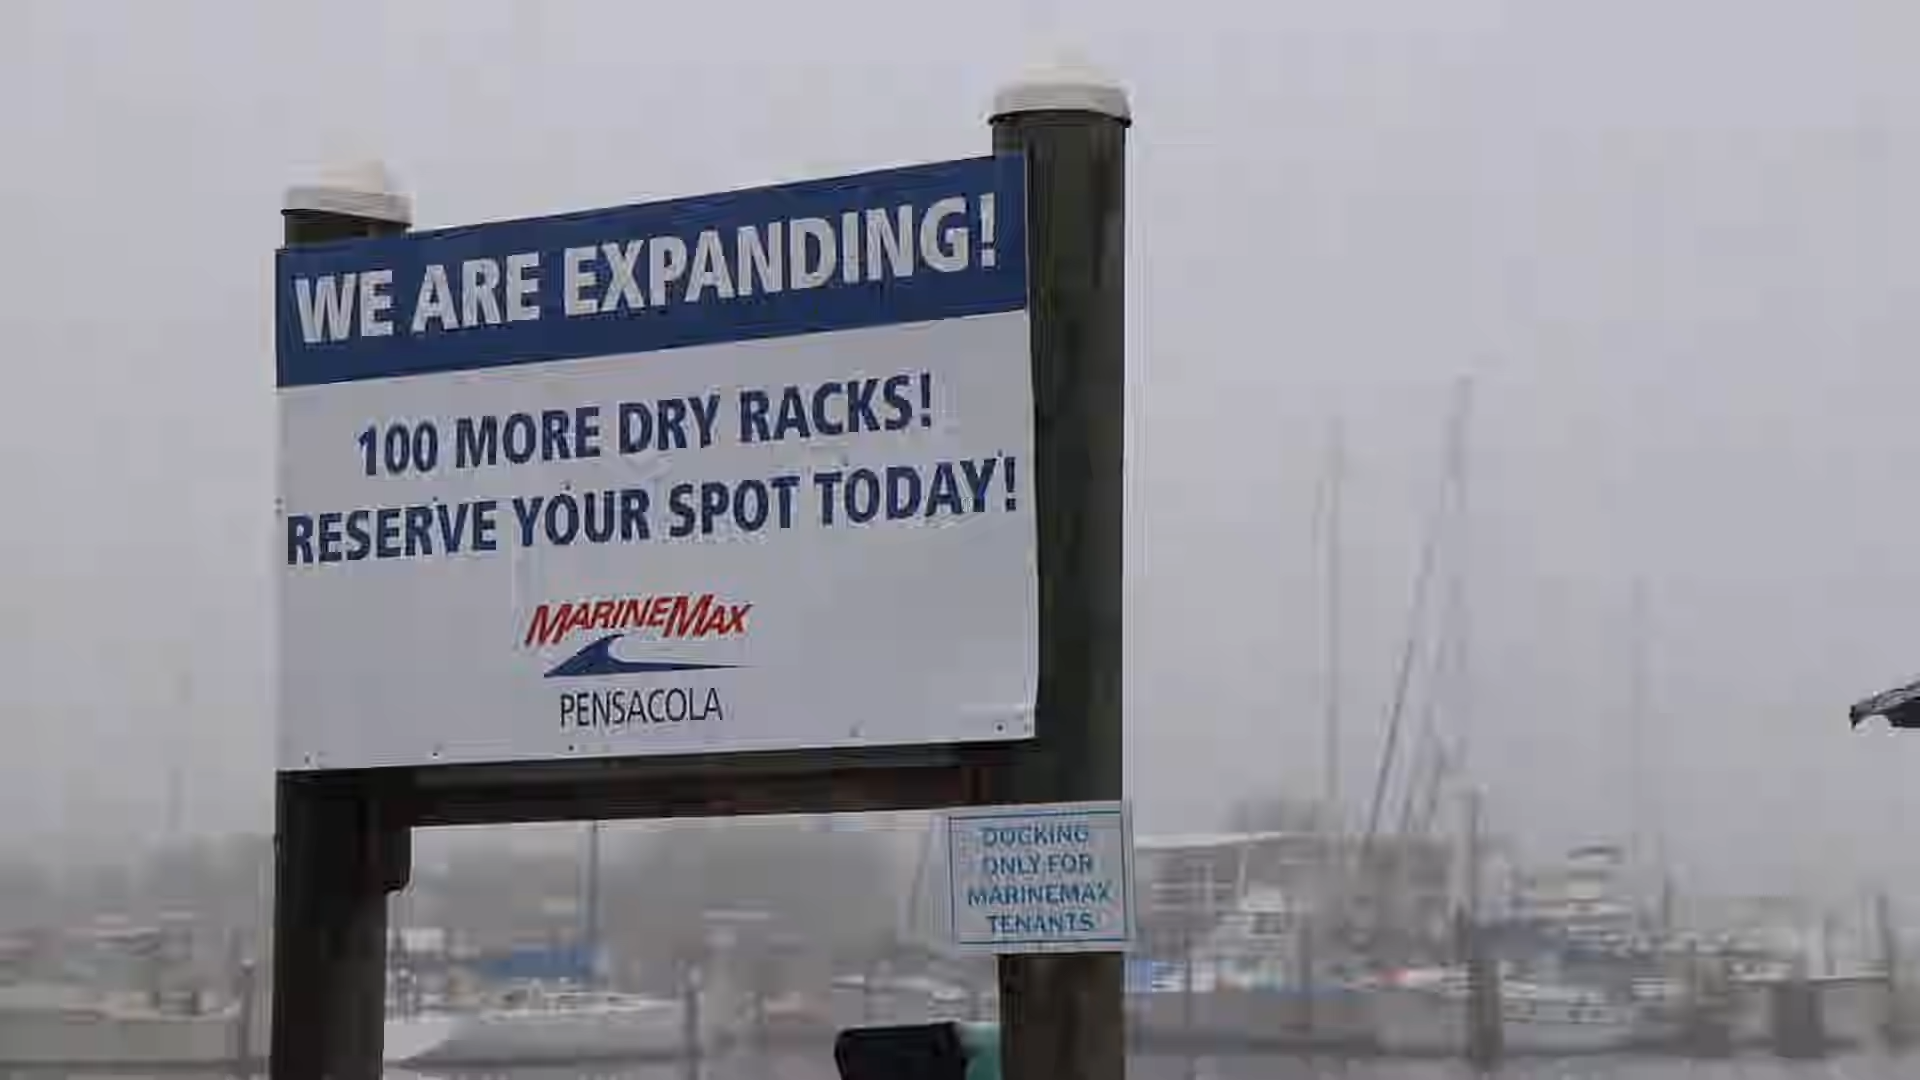 WE ARE EXPANDING!
100 MORE DRY RACKS!
RESERVE YOUR SPOT TODAY!
MARINEMAX
PENSACOLA
DOCKING
ONLY FOR
MARINEMAX
TENANTS